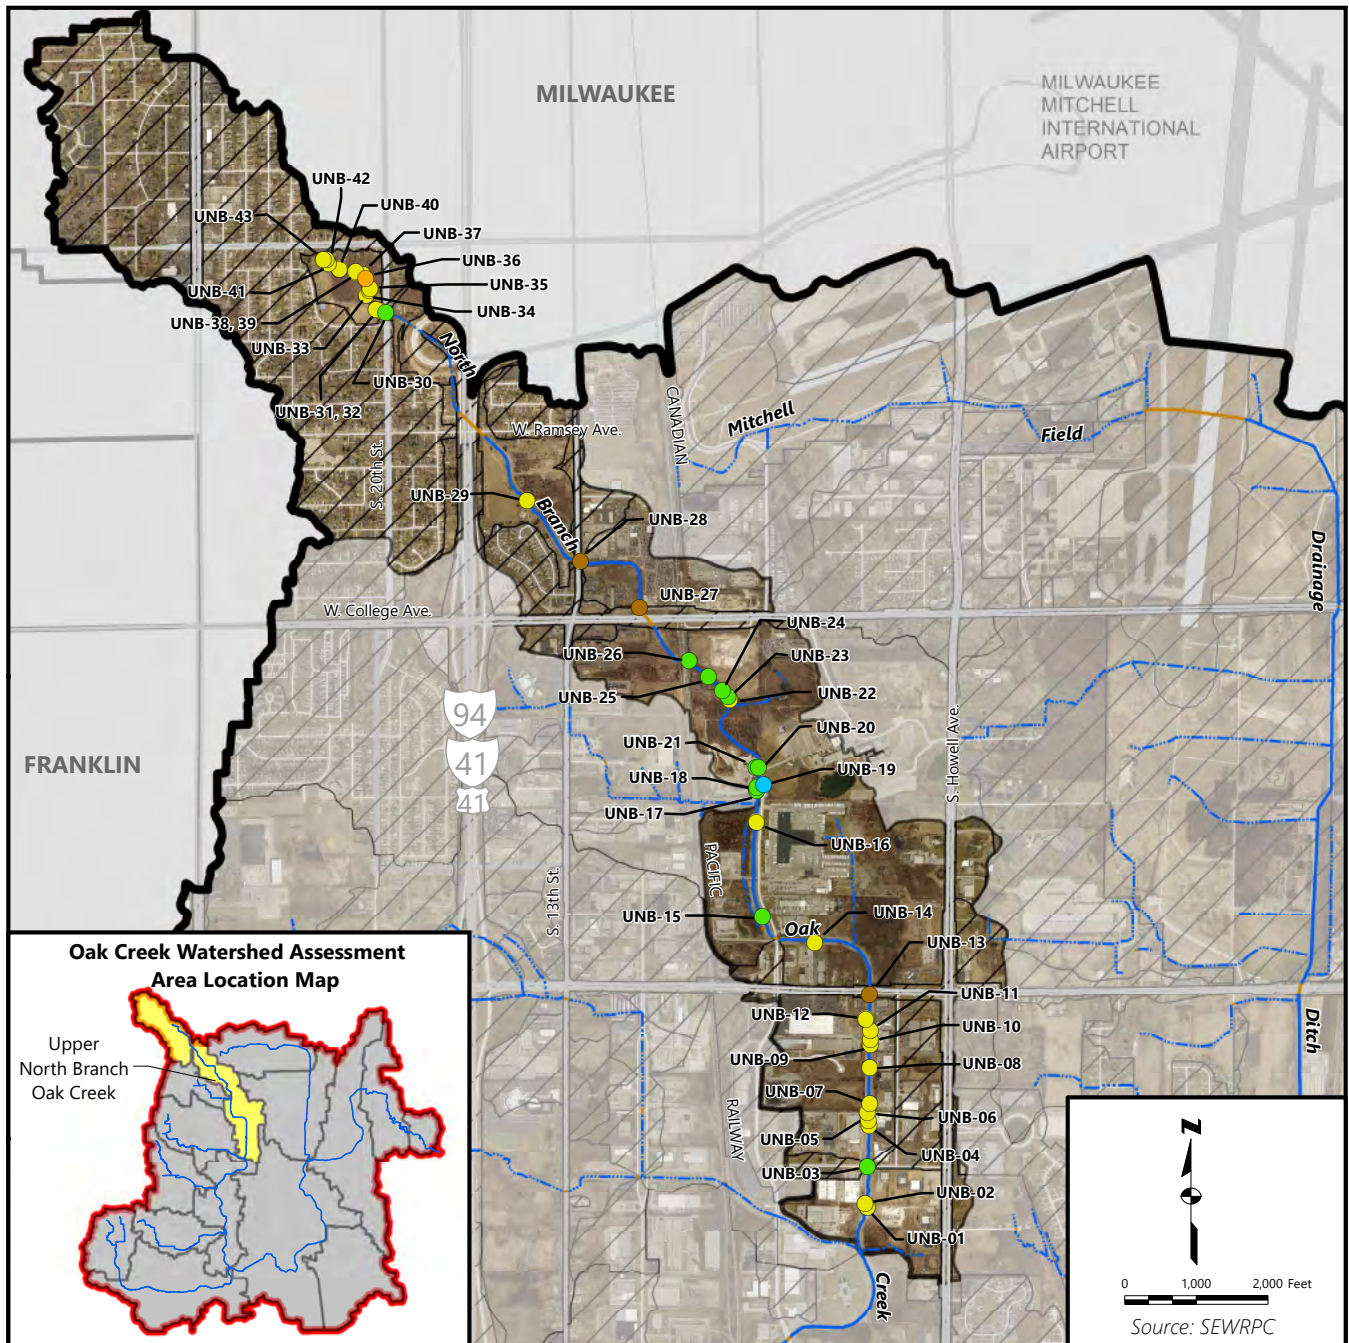 MILWAUKEE
MILWAUKEE
MITCHELL
INTERNATIONAL
AIRPORT
UNB-42
UNB-40
UNB-43
UNB-37
UNB-36
UNB-35
UNB-41
UNB-34
UNB-38, 39
UNB-33
UNB-30
UNB-31, 32
North
CANADIAN
Mitchell
Field
W. Ramsey Ave.
S. 20th St.
UNB-29
Branch
UNB-28
Drainage
UNB-27
W. College Ave.
UNB-24
UNB-26
UNB-23
UNB-25
UNB-22
94
41
41
UNB-20
UNB-21
UNB-19
UNB-18
S. Howell Ave.
FRANKLIN
UNB-17
UNB-16
PACIFIC
S. 13th St.
UNB-15
UNB-14
Oak
UNB-13
UNB-11
UNB-12
UNB-10
Ditch
UNB-09
UNB-08
UNB-07
UNB-06
RAILWAY
UNB-05
UNB-04
UNB-03
UNB-02
UNB-01
Creek
Oak Creek Watershed Assessment
Area Location Map
Upper
North Branch
Oak Creek
Z
0 1,000 2,000 Feet
Source: SEWRPC